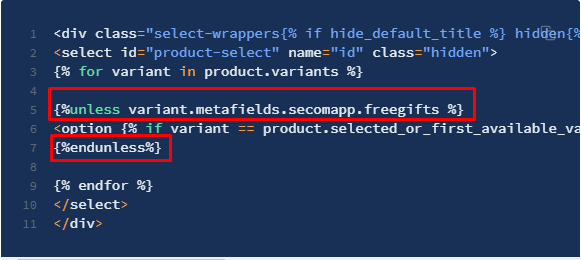 1 <div class="select-wrappers{% if hide_default_title %} hidden{%
2 <select id="product-select" name="id" class="hidden">
3 {% for variant in product.variants %}
4
5 {%unless variant.metafields.secomapp.freegifts %}
6 <option {% if variant == product.selected_or_first_available_va
7 {%endunless%}
8
9 {% endfor %}
10 </select>
11 </div>